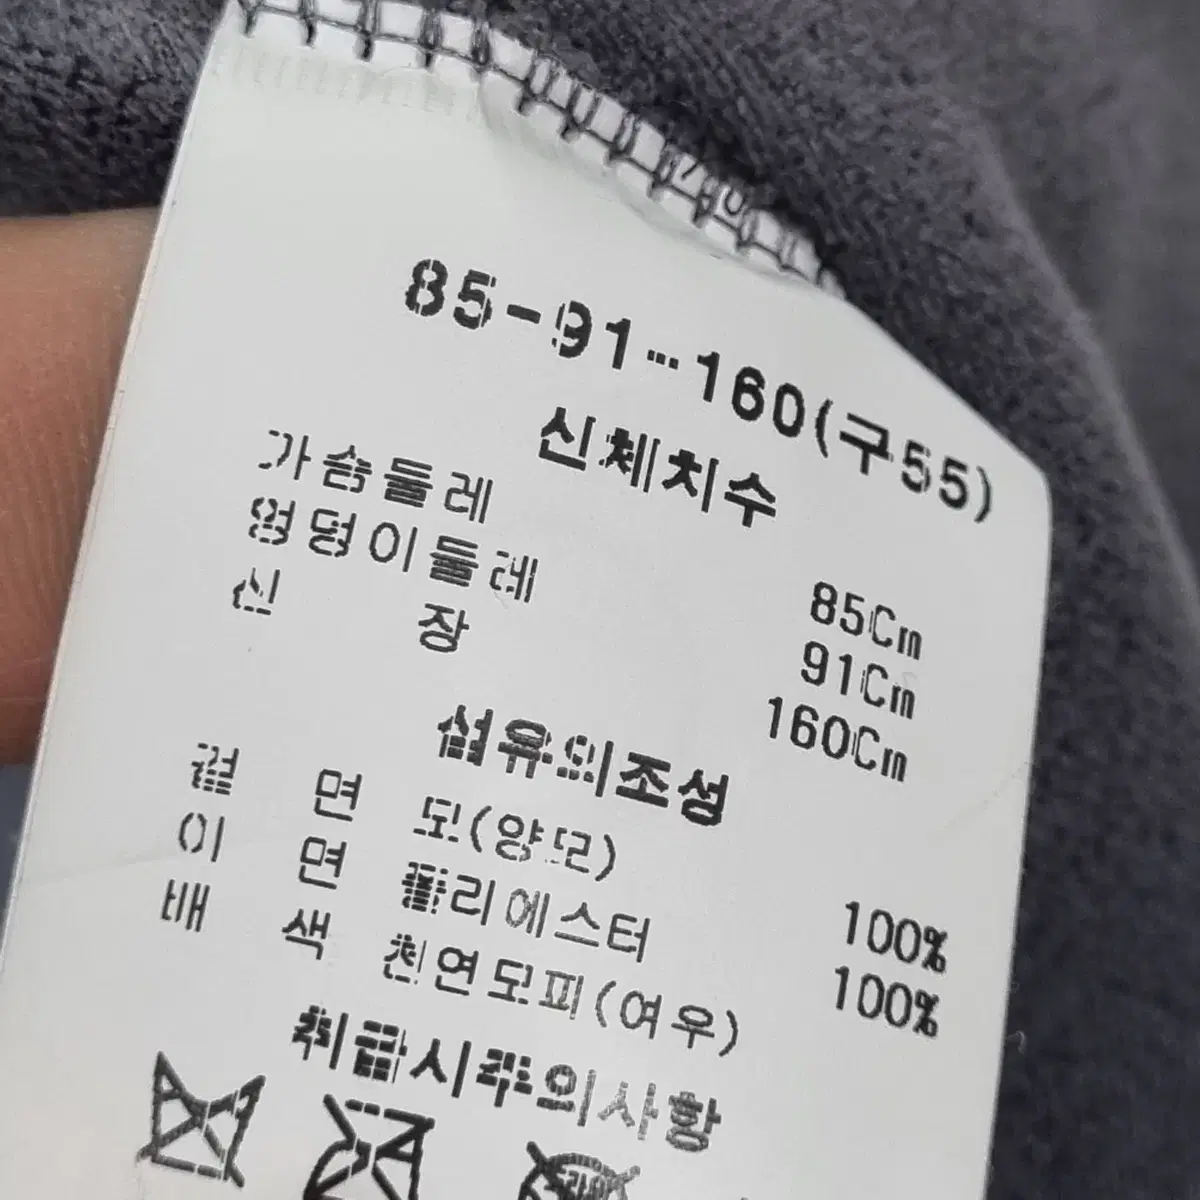 85-91-160(구55)
신체치수
가슴둘레 85Cm
엉덩이둘레 91Cm
신 장 160Cm
섬유의조성
겉 면 모(양모) 100%
이 면 폴리에스터 100%
배 색 천연모피(여우)
취급시주의사항